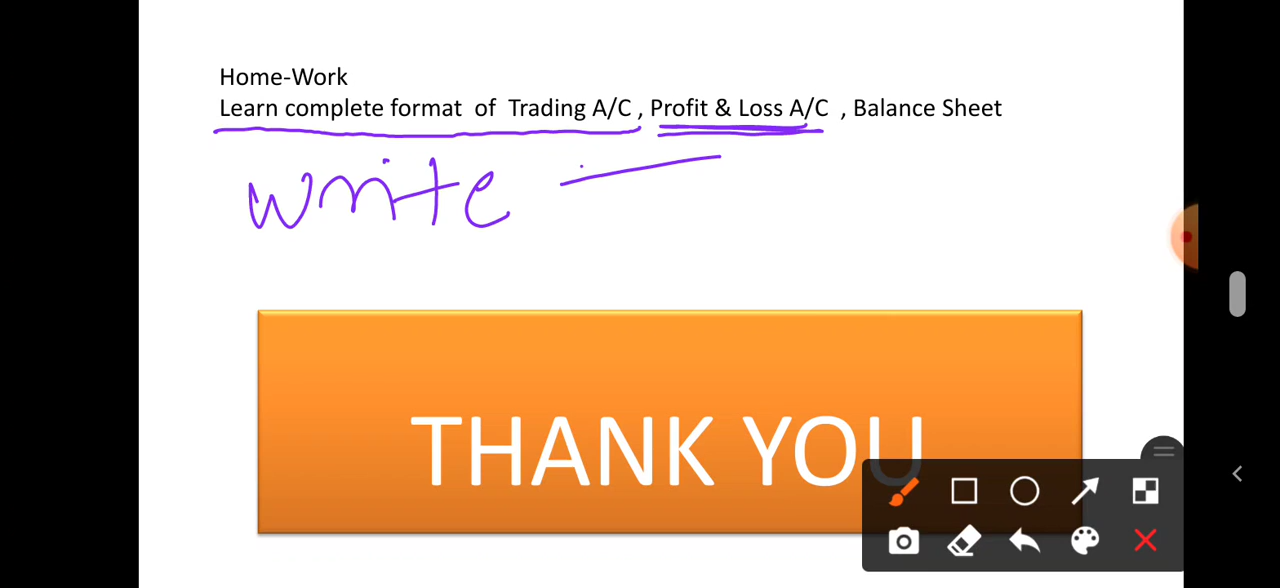 Home-Work
Learn complete format of Trading A/C , Profit & Loss A/C , Balance Sheet
write
THANK YOU